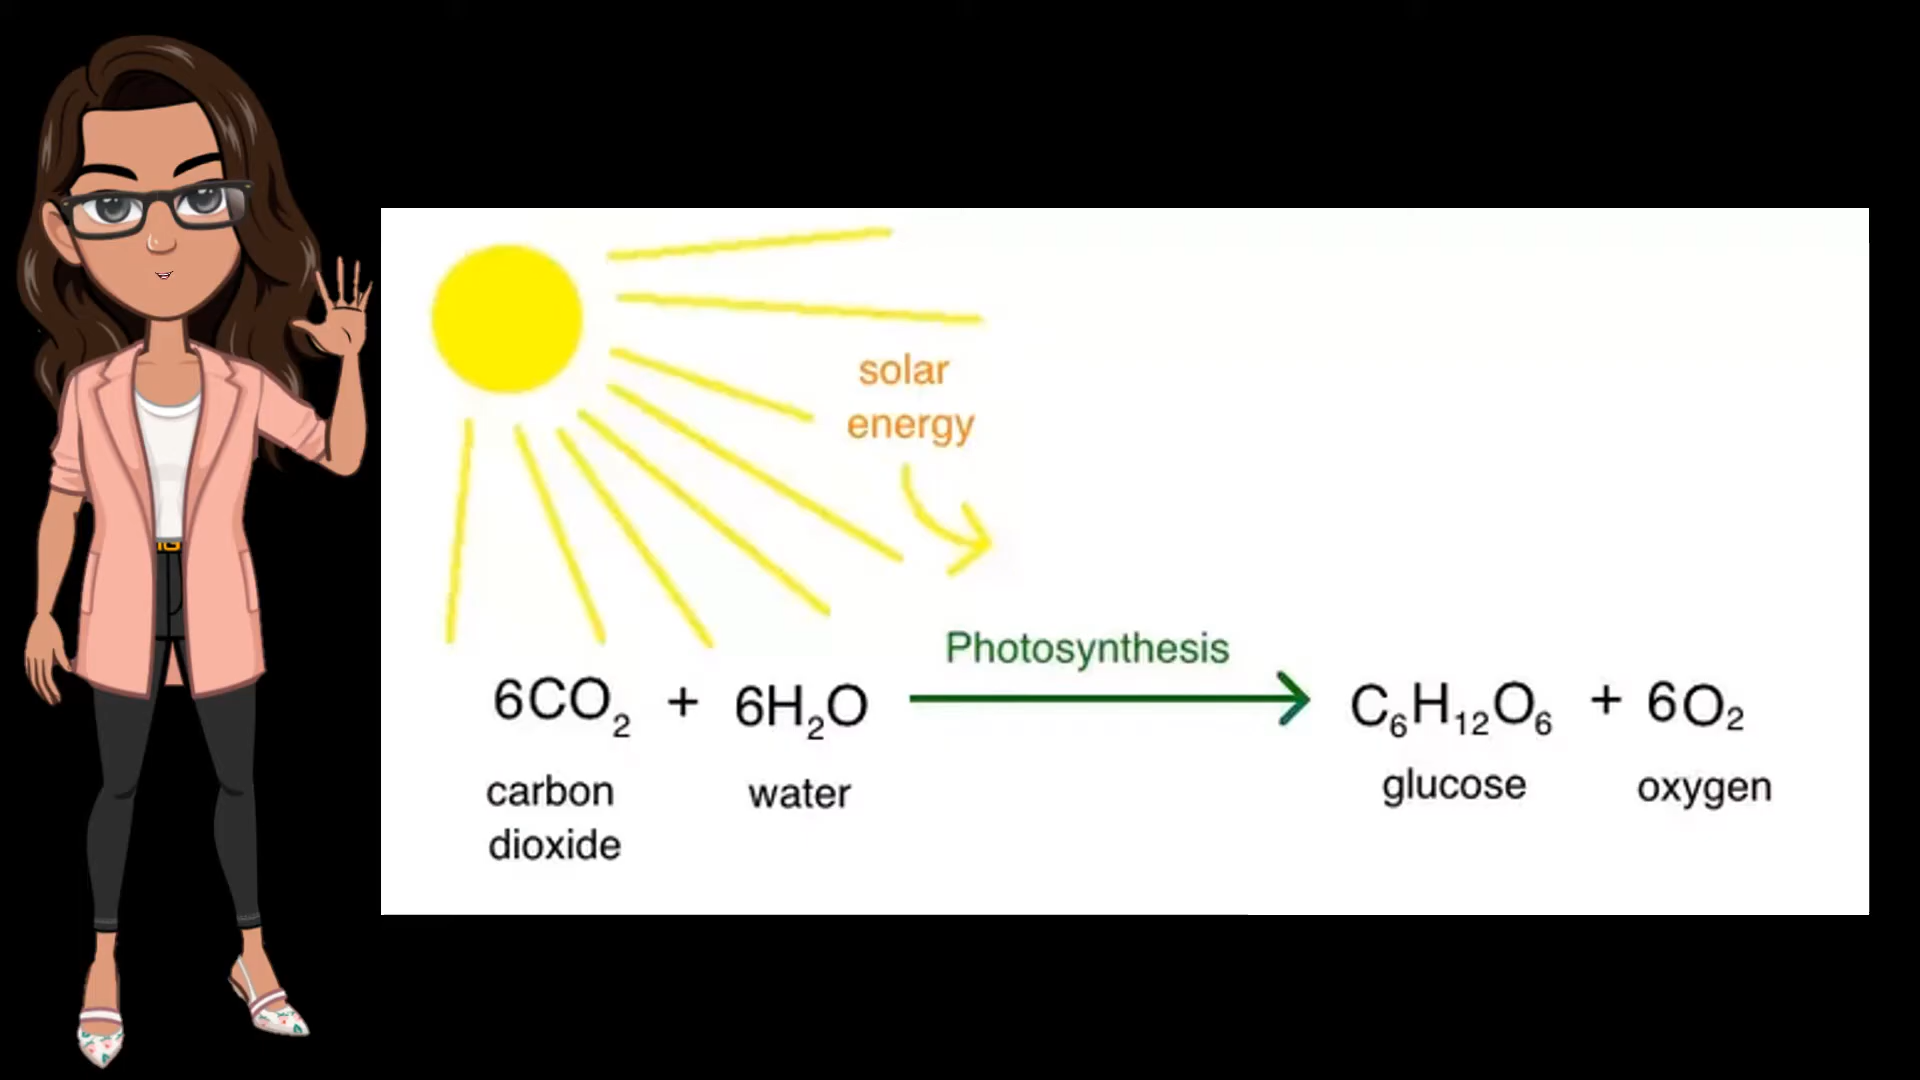 solar
energy
Photosynthesis
6CO₂ + 6H₂O → C₆H₁₂O₆ + 6O₂
carbon dioxide water glucose oxygen